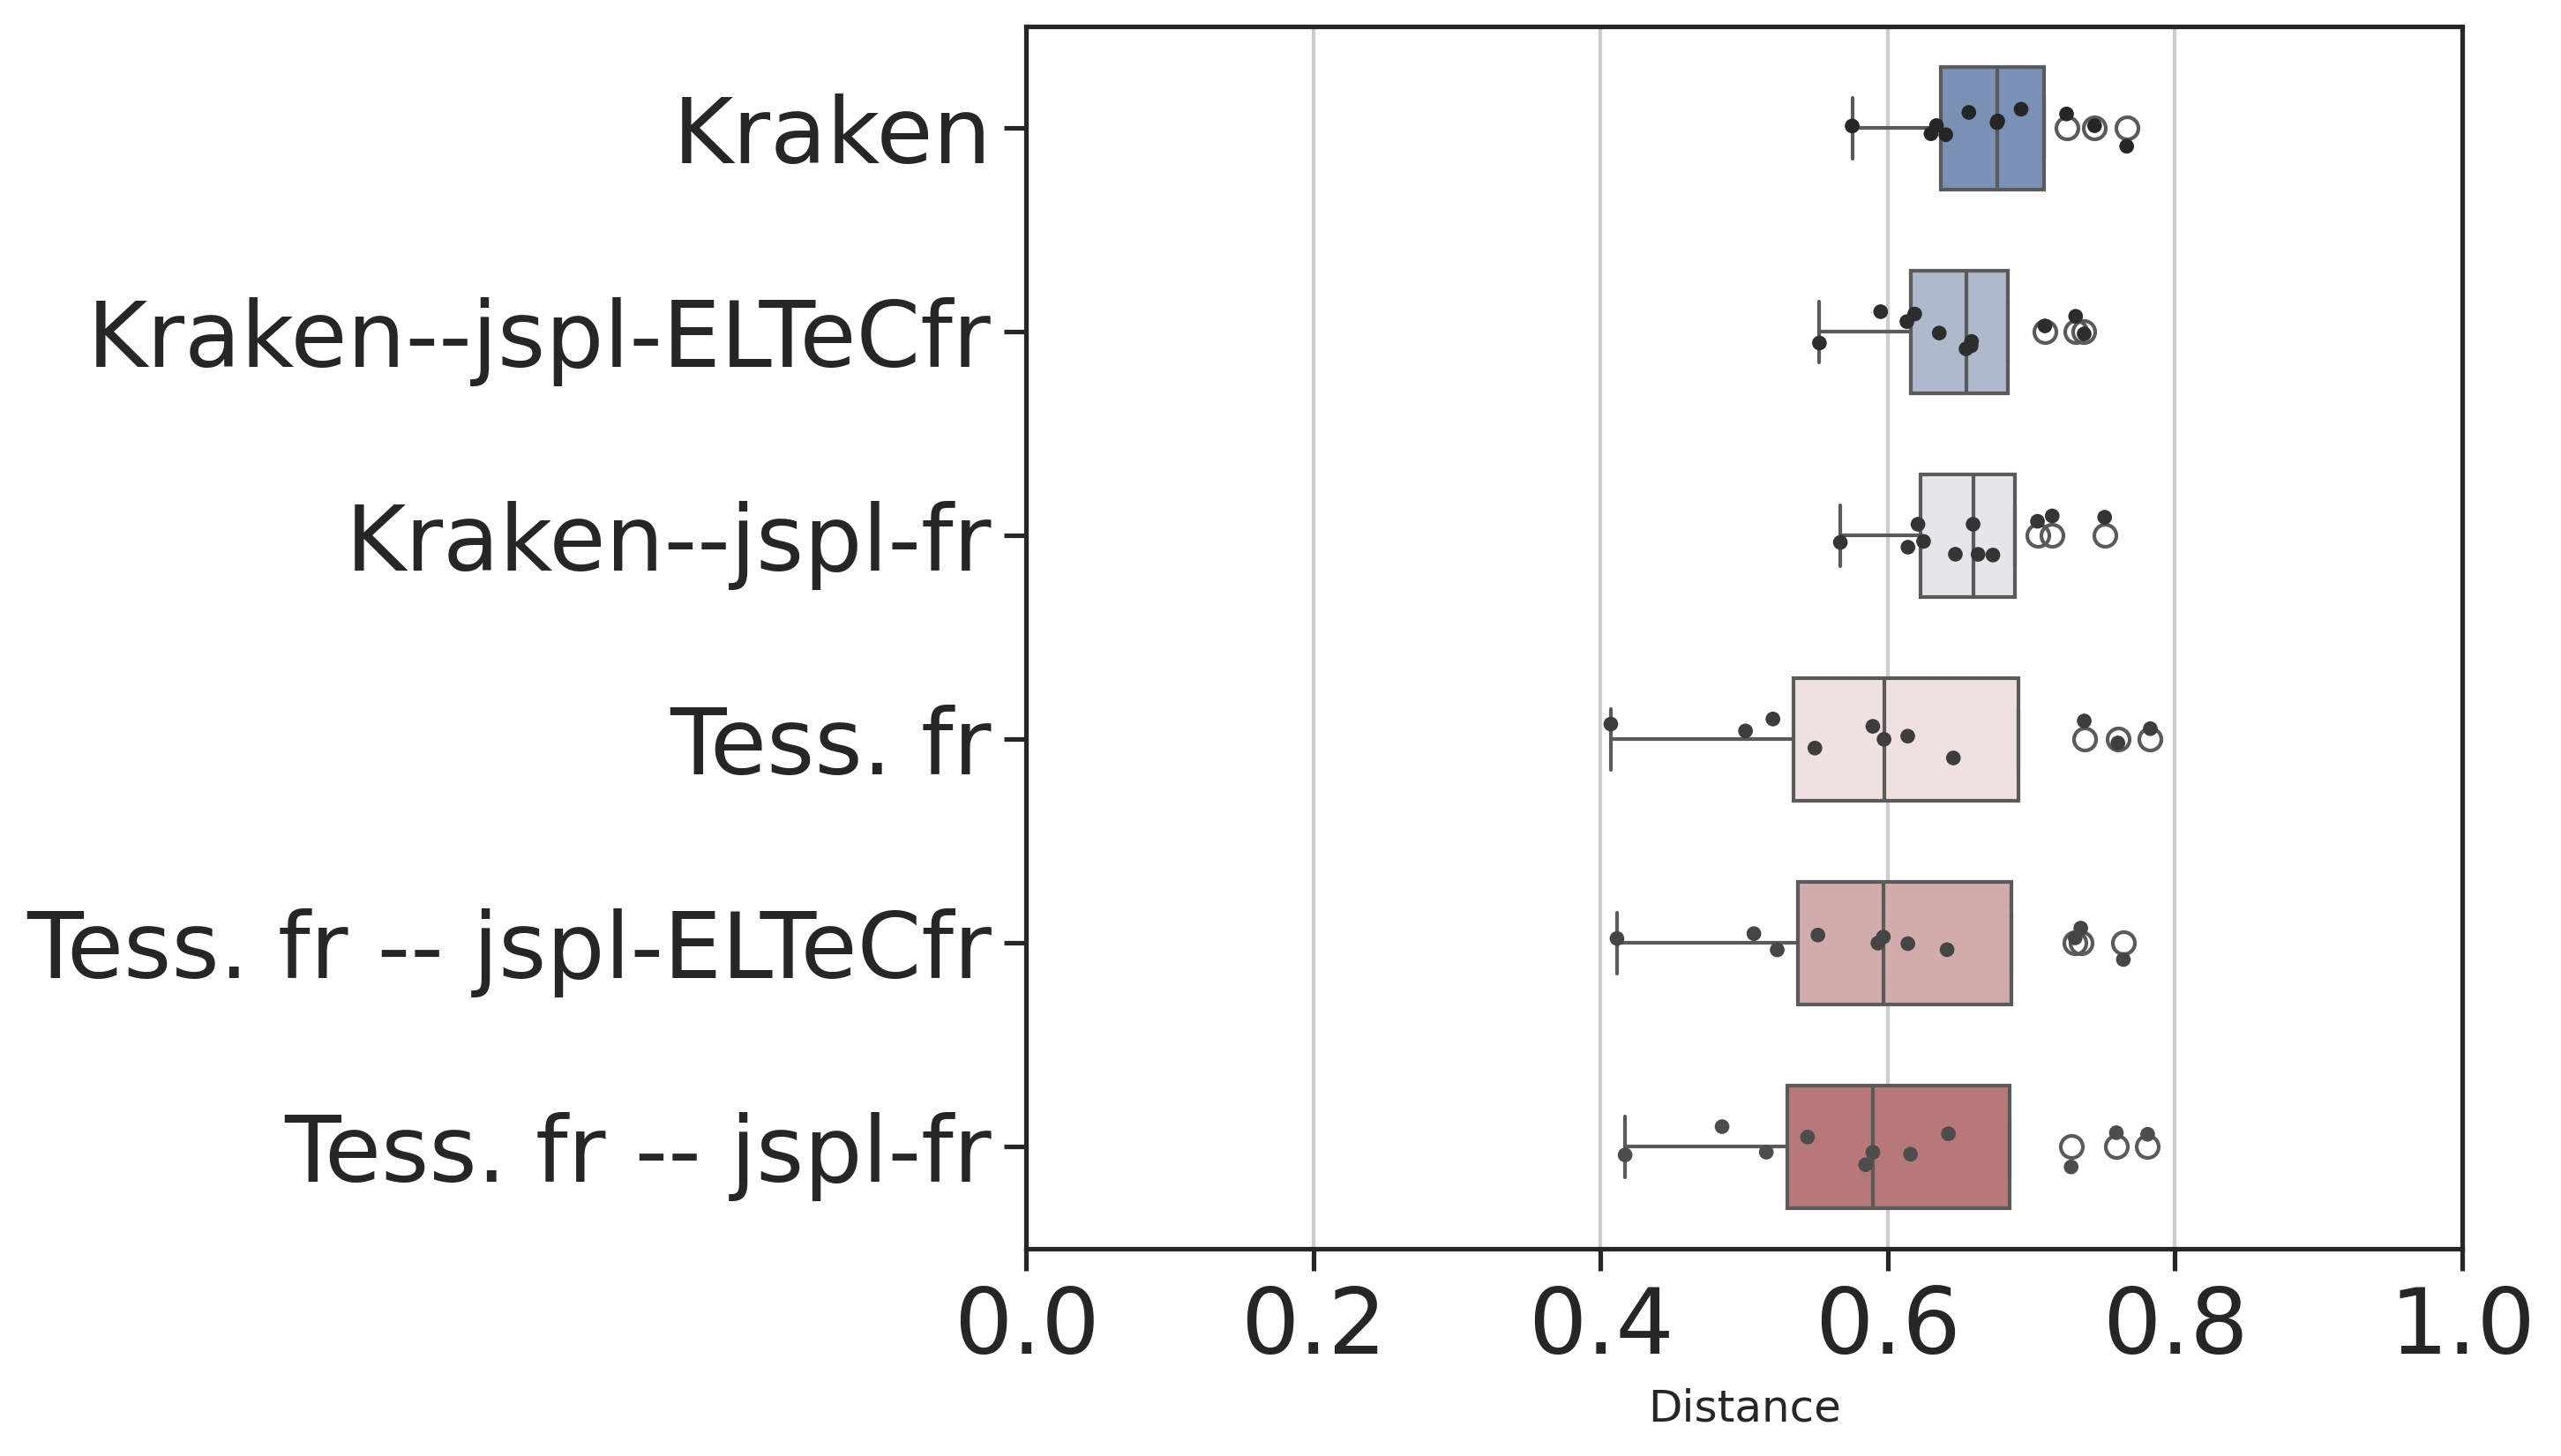 Kraken
Kraken--jspl-ELTeCfr
Kraken--jspl-fr
Tess. fr
Tess. fr -- jspl-ELTeCfr
Tess. fr -- jspl-fr
0.0 0.2 0.4 0.6 0.8 1.0
Distance